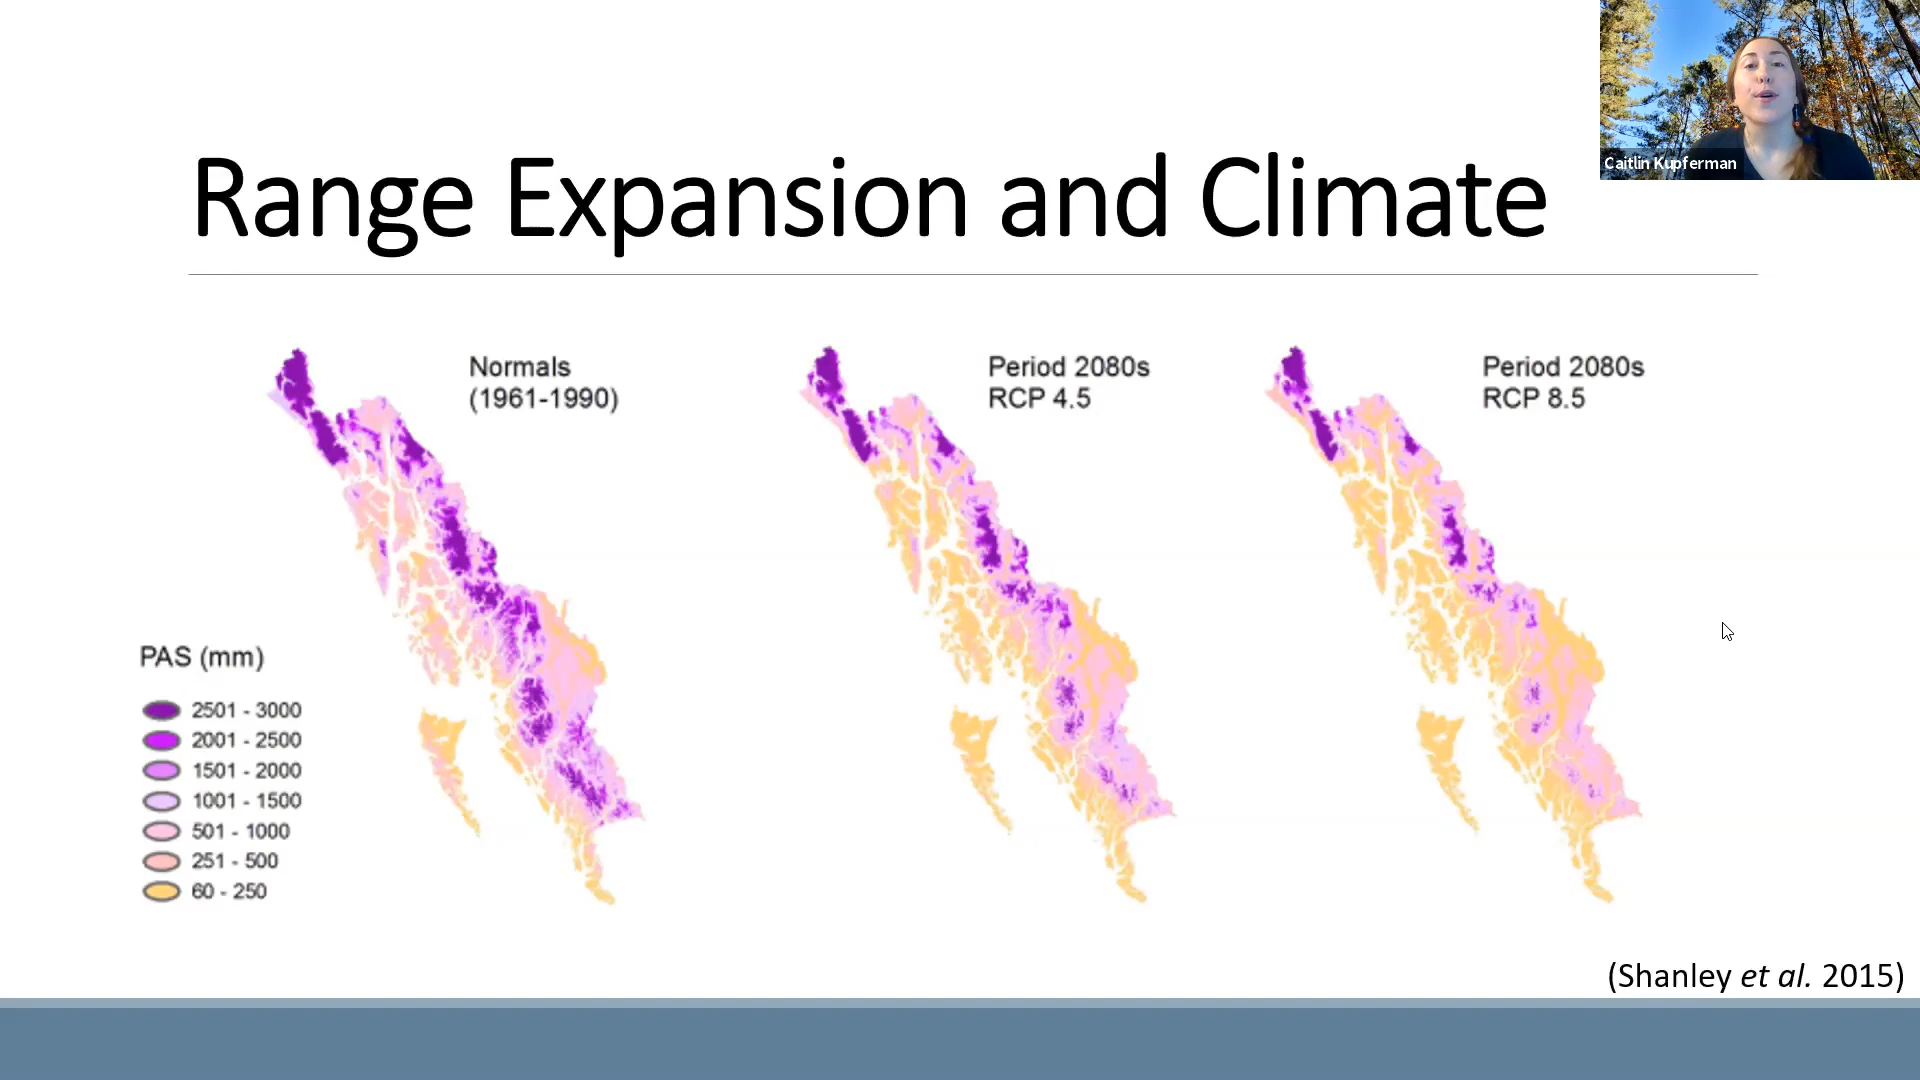 Caitlin Kupferman
Range Expansion and Climate
Normals
(1961-1990)
Period 2080s
RCP 4.5
Period 2080s
RCP 8.5
PAS (mm)
2501 - 3000
2001 - 2500
1501 - 2000
1001 - 1500
501 - 1000
251 - 500
60 - 250
(Shanley et al. 2015)